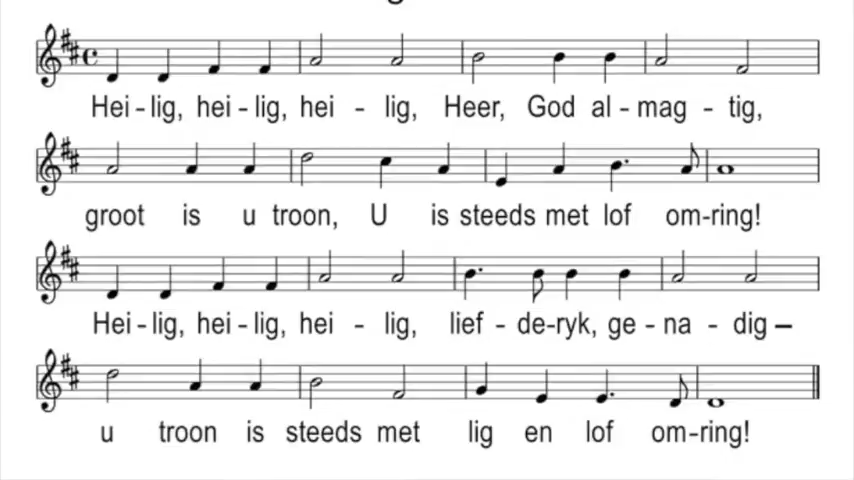 Hei - lig, hei - lig, hei - lig, Heer, God al - mag - tig,
groot is u troon, U is steeds met lof om-ring!
Hei - lig, hei - lig, hei - lig, lief - de-ryk, ge - na - dig –
u troon is steeds met lig en lof om-ring!